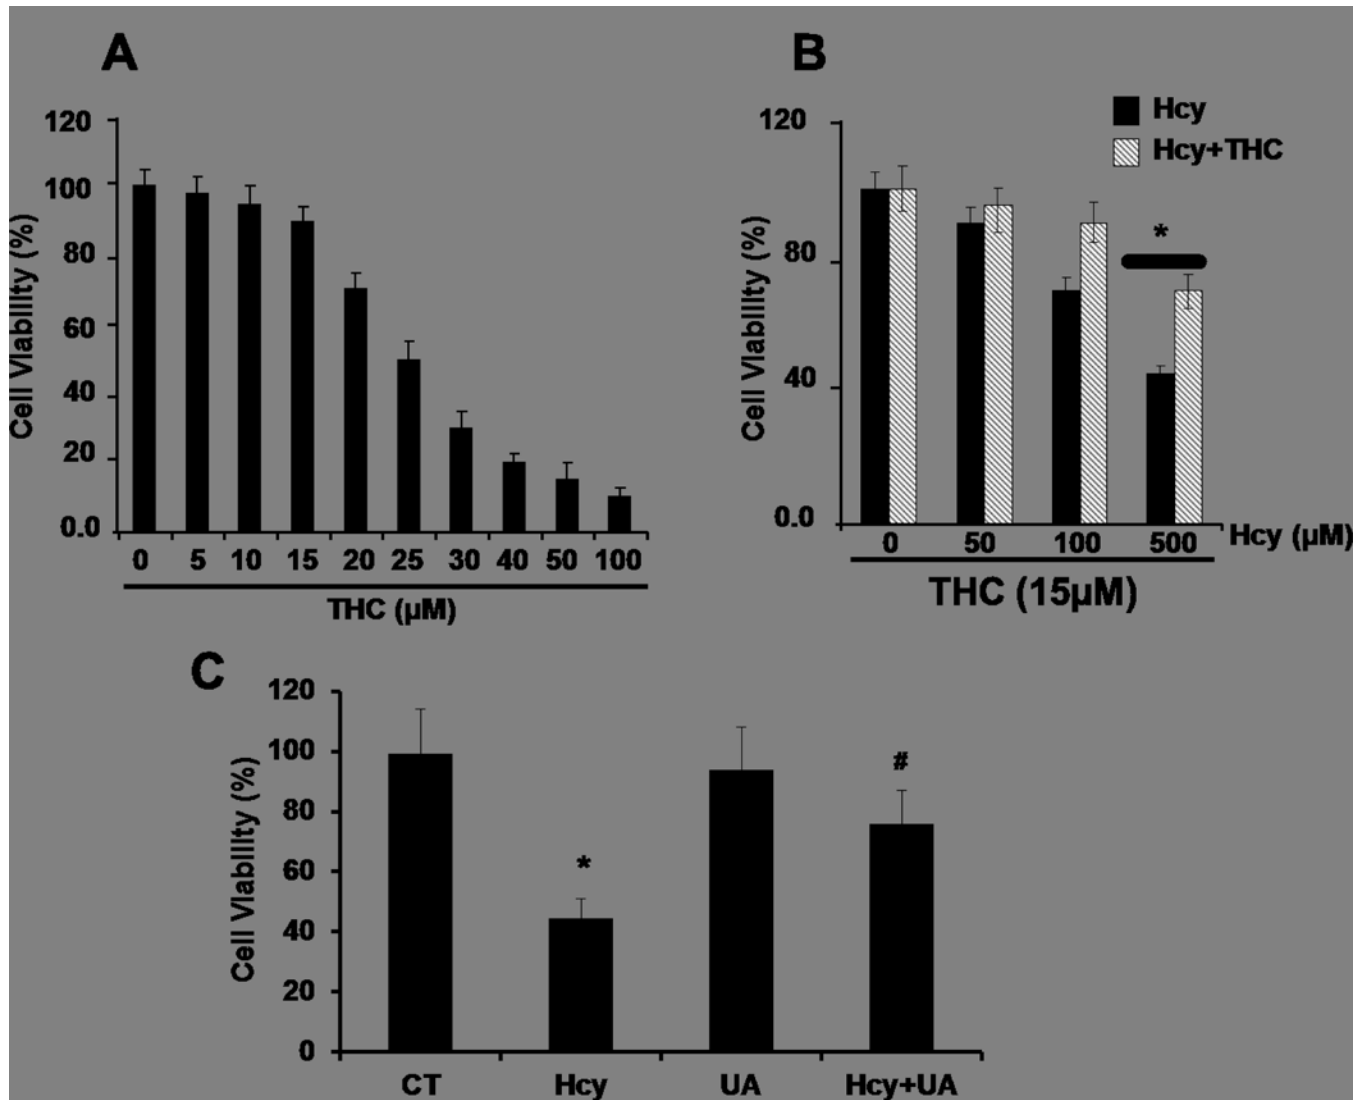 A
120
100
80
60
40
20
0.0
Cell Viability (%)
0 5 10 15 20 25 30 40 50 100
THC (µM)
B
Hcy
Hcy+THC
120
80
40
0.0
Cell Viability (%)
*
0 50 100 500 Hcy (µM)
THC (15µM)
C
120
100
80
60
40
20
0
Cell Viability (%)
*
#
CT Hcy UA Hcy+UA